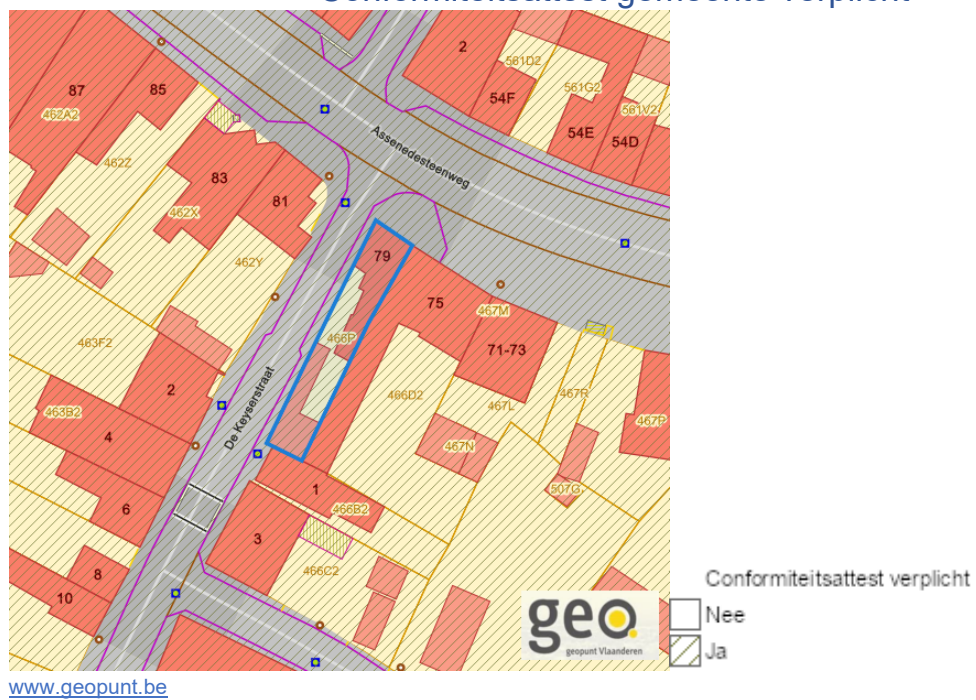 Conformiteitsattest gemeente verplicht
87
85
462A2
462Z
83
462X
81
462Y
2
561D2
54F
561G2
54E
54D
561V2
Assenedesteenweg
79
75
467M
71-73
466P
463F2
2
463B2
4
De Keyserstraat
466D2
467L
467R
467P
467N
507G
6
1
466B2
3
8
10
466C2
geo
geopunt Vlaanderen
Conformiteitsattest verplicht
Nee
Ja
www.geopunt.be